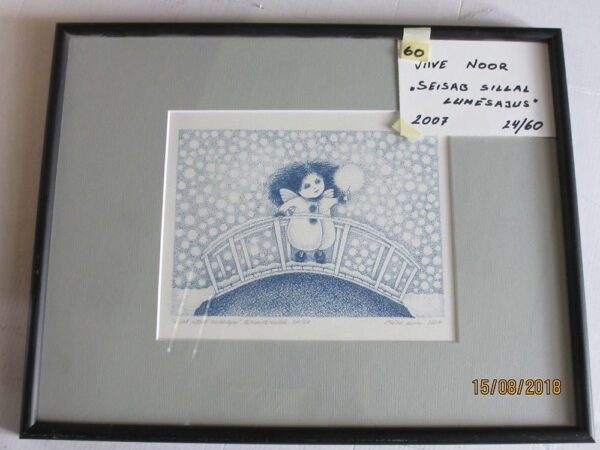 60
VIIVE NOOR
„SEISAB SILLAL
LUMESAJUS"
2007 24/60
15/08/2018